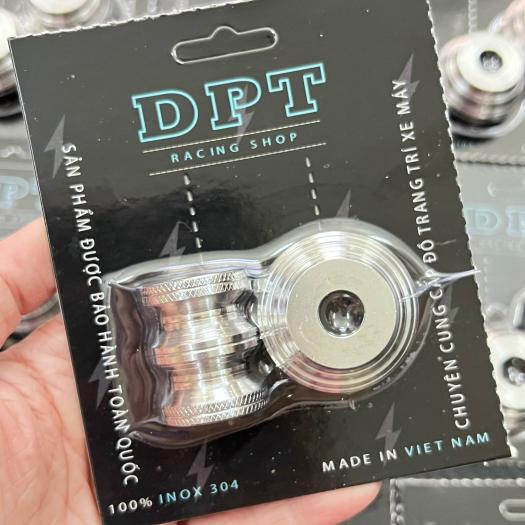 DPT
RACING SHOP
SẢN PHẨM ĐƯỢC BẢO HÀNH TOÀN QUỐC
CHUYÊN CUNG CẤP ĐỒ TRANG TRÍ XE MÁY
100% INOX 304
MADE IN VIET NAM